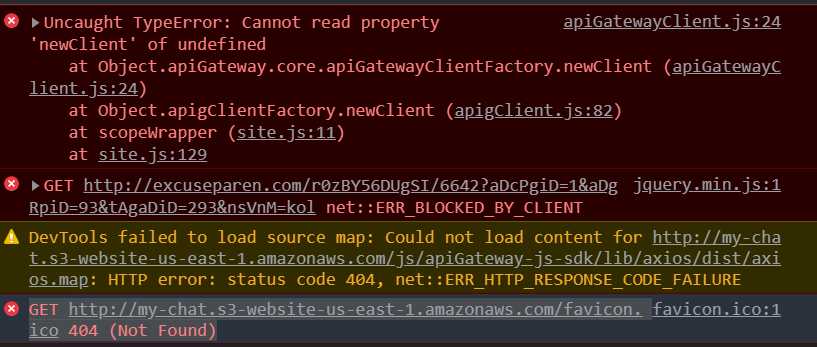 Uncaught TypeError: Cannot read property apiGatewayClient.js:24
'newClient' of undefined
at Object.apiGateway.core.apiGatewayClientFactory.newClient (apiGatewayC
lient.js:24)
at Object.apigClientFactory.newClient (apigClient.js:82)
at scopeWrapper (site.js:11)
at site.js:129
GET http://excuseparen.com/r0zBY56DUgSI/6642?aDcPgiD=1&aDg jquery.min.js:1
RpiD=93&tAgaDiD=293&nsVnM=kol net::ERR_BLOCKED_BY_CLIENT
DevTools failed to load source map: Could not load content for http://my-cha
t.s3-website-us-east-1.amazonaws.com/js/apiGateway-js-sdk/lib/axios/dist/axi
os.map: HTTP error: status code 404, net::ERR_HTTP_RESPONSE_CODE_FAILURE
GET http://my-chat.s3-website-us-east-1.amazonaws.com/favicon. favicon.ico:1
ico 404 (Not Found)